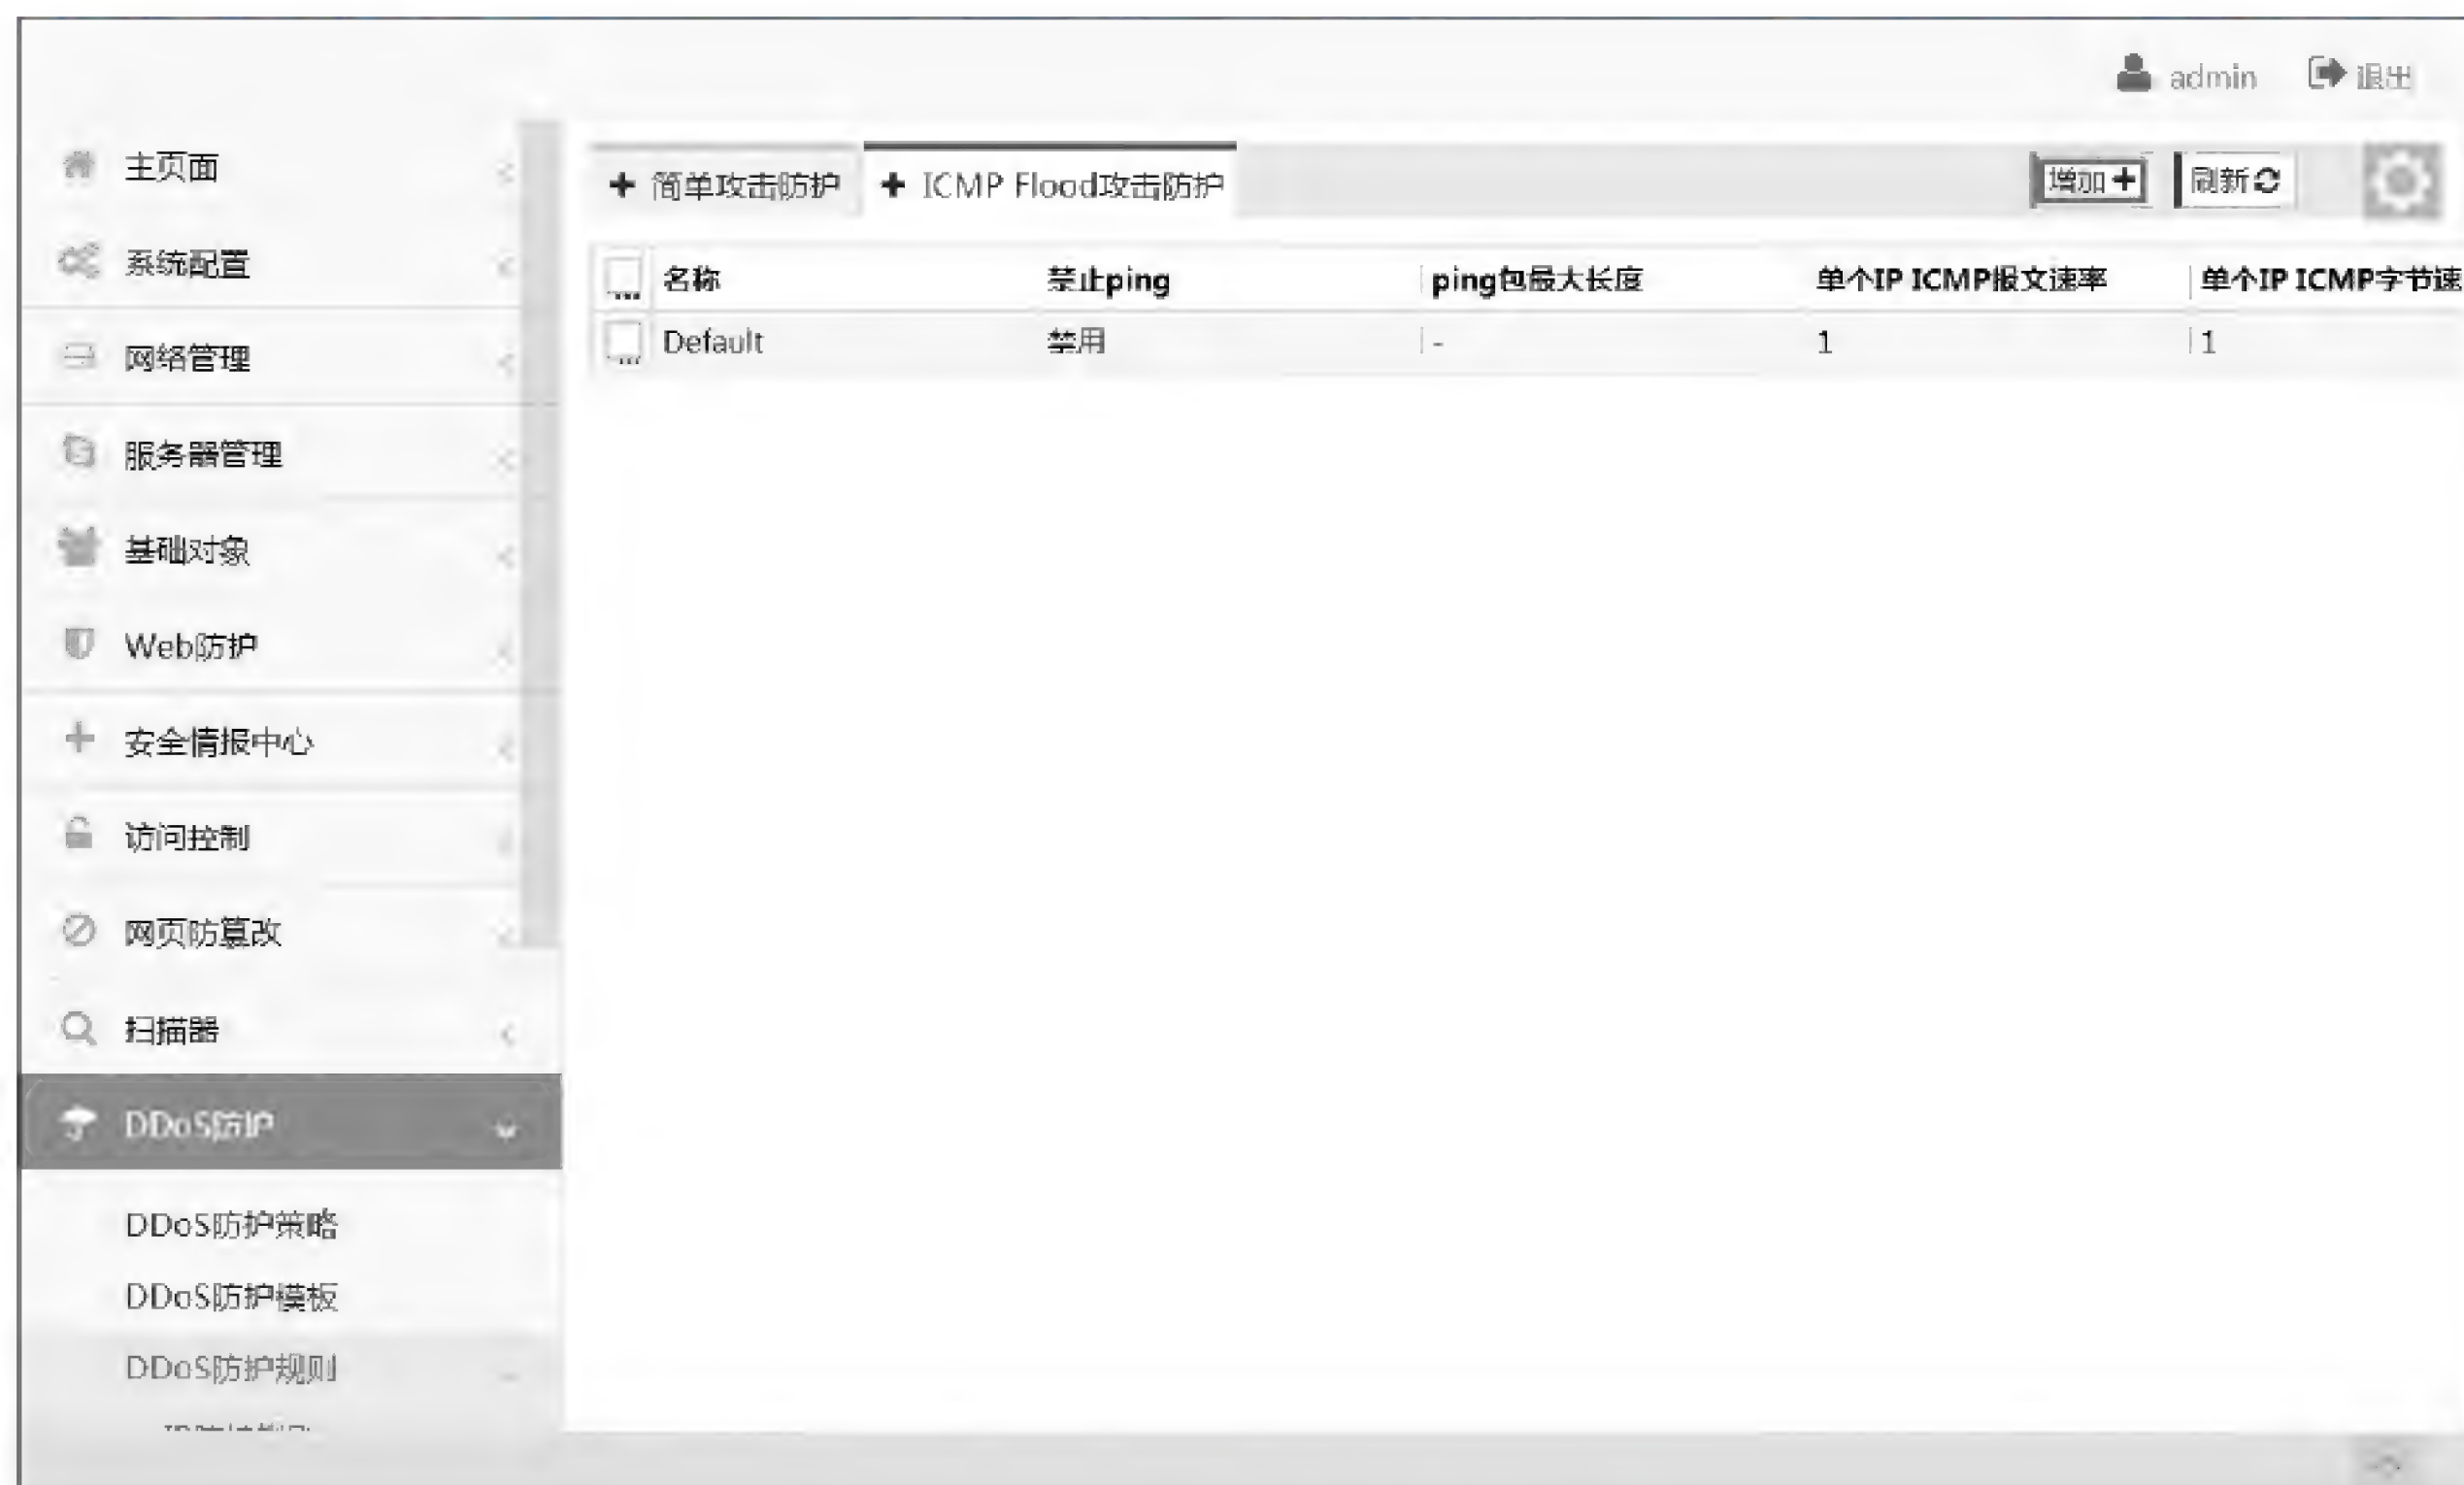 admin 退出
主页面
系统配置
网络管理
服务器管理
基础对象
Web防护
安全情报中心
访问控制
网页防篡改
扫描器
DDoS防护
DDoS防护策略
DDoS防护模板
DDoS防护规则
简单攻击防护 ICMP Flood攻击防护 增加 刷新
名称 禁止ping ping包最大长度 单个IP ICMP报文速率 单个IP ICMP字节速
Default 禁用 - 1 1